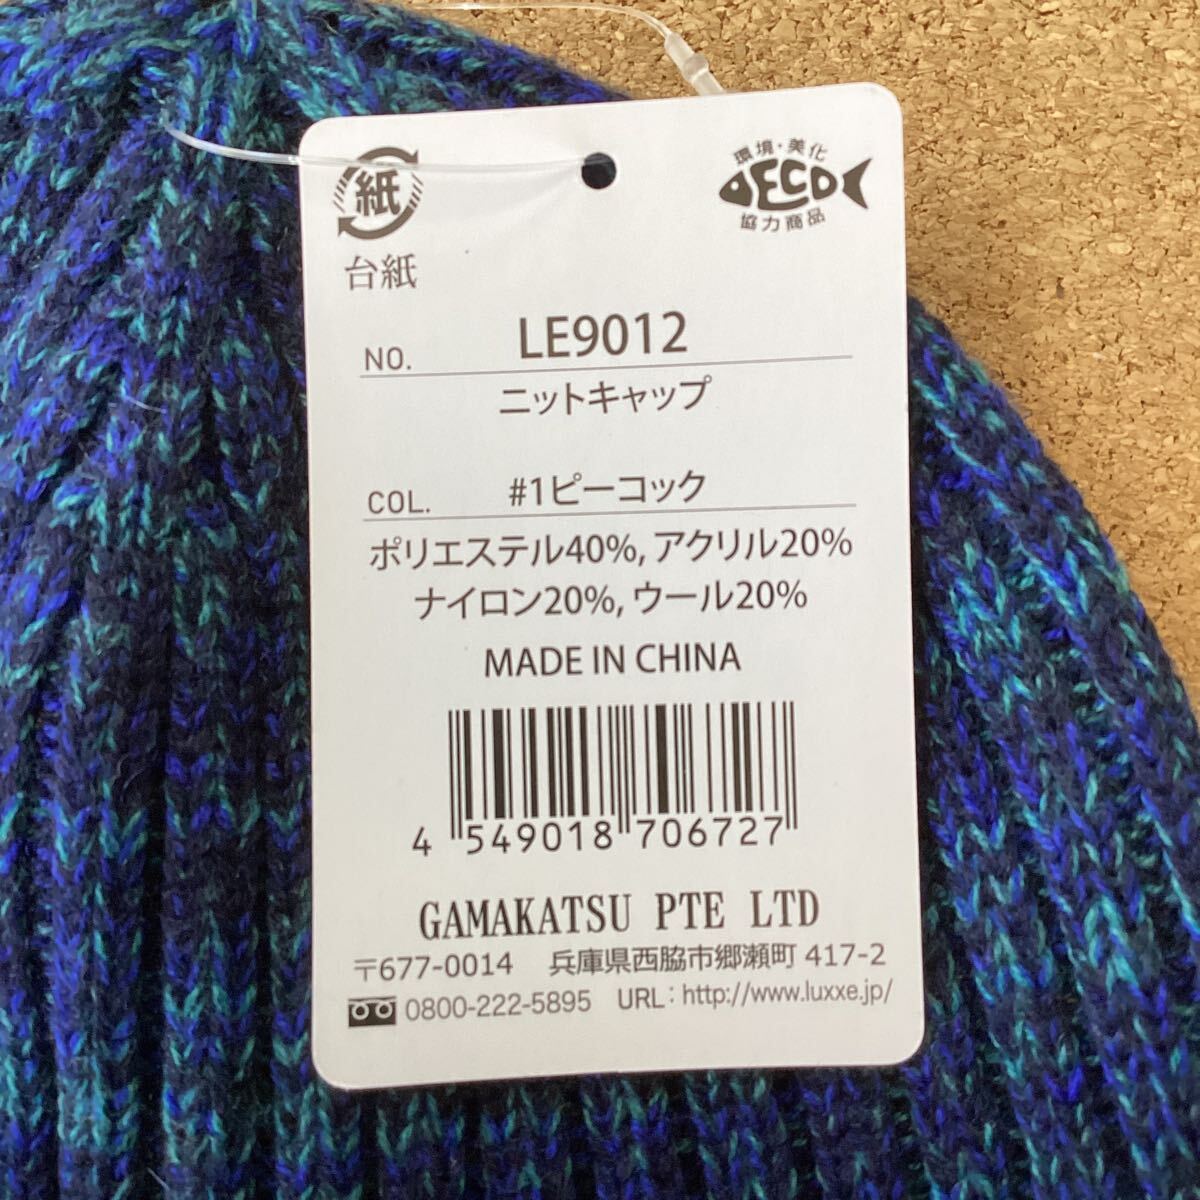 紙
台紙
環境・美化
ECO
協力商品
NO. LE9012
ニットキャップ
COL. #1ピーコック
ポリエステル40%, アクリル20%
ナイロン20%, ウール20%
MADE IN CHINA
4 549018 706727
GAMAKATSU PTE LTD
〒677-0014 兵庫県西脇市郷瀬町 417-2
0800-222-5895 URL : http://www.luxxe.jp/